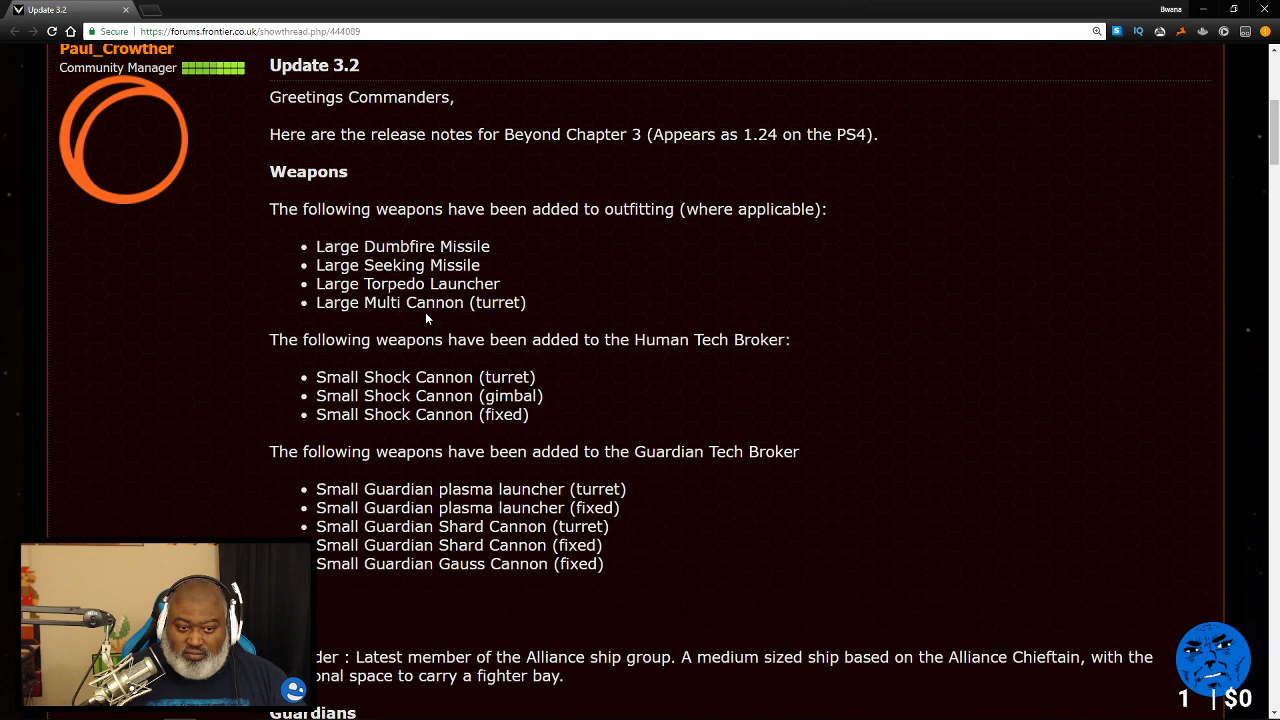 Update 3.2
Bwana
Secure
https://forums.frontier.co.uk/showthread.php/444089
Paul_Crowther
Community Manager
Update 3.2
Greetings Commanders,
Here are the release notes for Beyond Chapter 3 (Appears as 1.24 on the PS4).
Weapons
The following weapons have been added to outfitting (where applicable):
Large Dumbfire Missile
Large Seeking Missile
Large Torpedo Launcher
Large Multi Cannon (turret)
The following weapons have been added to the Human Tech Broker:
Small Shock Cannon (turret)
Small Shock Cannon (gimbal)
Small Shock Cannon (fixed)
The following weapons have been added to the Guardian Tech Broker
Small Guardian plasma launcher (turret)
Small Guardian plasma launcher (fixed)
Small Guardian Shard Cannon (turret)
Small Guardian Shard Cannon (fixed)
Small Guardian Gauss Cannon (fixed)
der : Latest member of the Alliance ship group. A medium sized ship based on the Alliance Chieftain, with the
onal space to carry a fighter bay.
Guardians
1 | $0